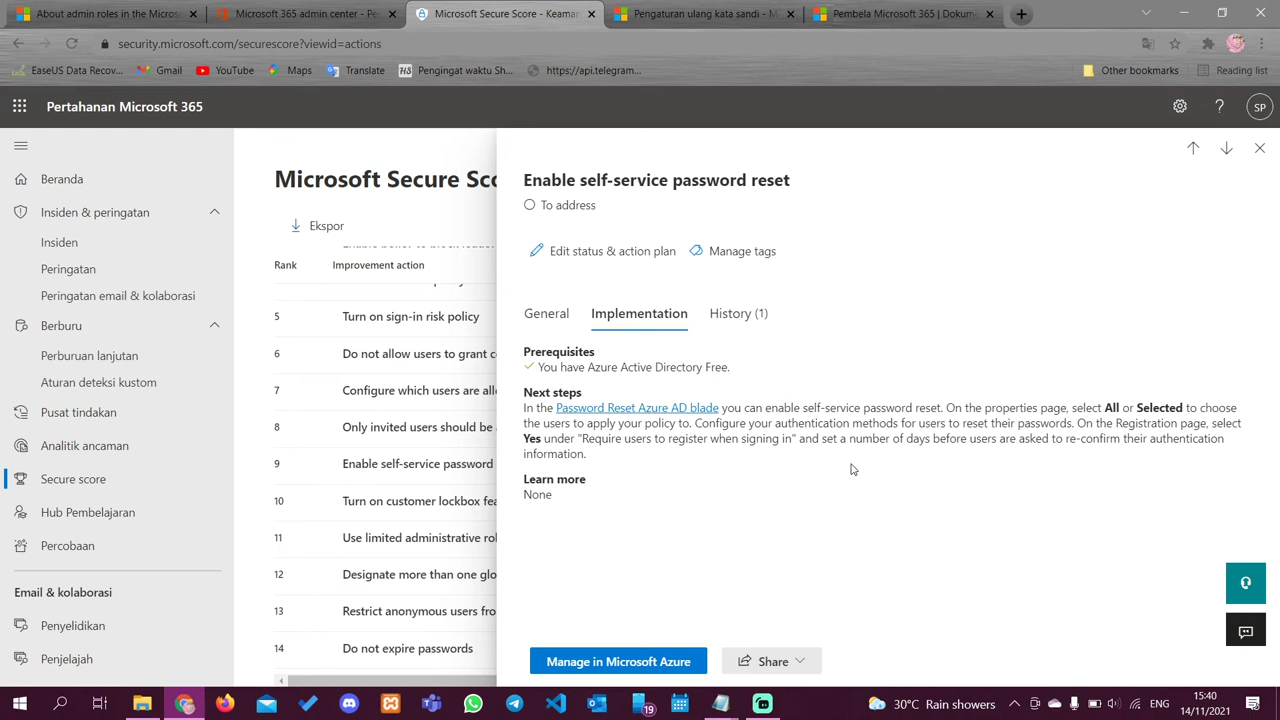 About admin roles in the Micros
Microsoft 365 admin center - Pe
Microsoft Secure Score - Keama
Pengaturan ulang kata sandi - M
Pembela Microsoft 365 | Dokum
security.microsoft.com/securescore?viewid=actions
EaseUS Data Recov...
Gmail
YouTube
Maps
Translate
Pengingat waktu Sh...
https://api.telegram...
Other bookmarks
Reading list
Pertahanan Microsoft 365
SP
Beranda
Insiden & peringatan
Insiden
Peringatan
Peringatan email & kolaborasi
Berburu
Perburuan lanjutan
Aturan deteksi kustom
Pusat tindakan
Analitik ancaman
Secure score
Hub Pembelajaran
Percobaan
Email & kolaborasi
Penyelidikan
Penjelajah
Microsoft Secure Sco
Ekspor
Rank Improvement action
5 Turn on sign-in risk policy
6 Do not allow users to grant c
7 Configure which users are all
8 Only invited users should be
9 Enable self-service password
10 Turn on customer lockbox fea
11 Use limited administrative rol
12 Designate more than one glo
13 Restrict anonymous users fro
14 Do not expire passwords
Enable self-service password reset
To address
Edit status & action plan
Manage tags
General
Implementation
History (1)
Prerequisites
You have Azure Active Directory Free.
Next steps
In the Password Reset Azure AD blade you can enable self-service password reset. On the properties page, select All or Selected to choose
the users to apply your policy to. Configure your authentication methods for users to reset their passwords. On the Registration page, select
Yes under "Require users to register when signing in" and set a number of days before users are asked to re-confirm their authentication
information.
Learn more
None
Manage in Microsoft Azure
Share
19
30°C Rain showers
ENG
15:40
14/11/2021